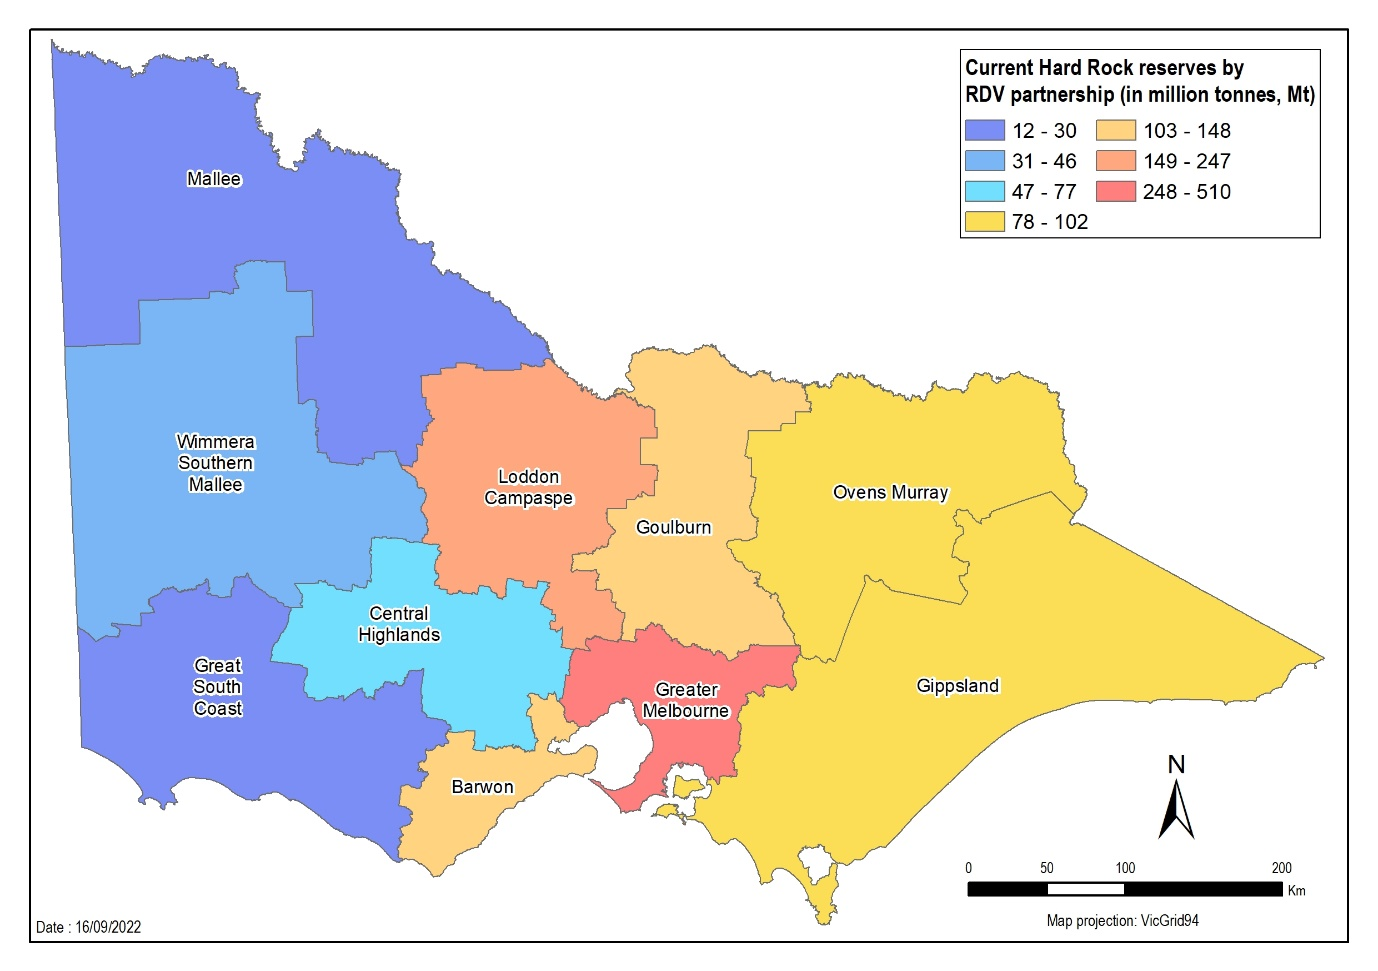 Current Hard Rock reserves by
RDV partnership (in million tonnes, Mt)
12 - 30
103 - 148
31 - 46
149 - 247
47 - 77
248 - 510
78 - 102
Mallee
Wimmera
Southern
Mallee
Loddon
Campaspe
Goulburn
Ovens Murray
Central
Highlands
Great
South
Coast
Greater
Melbourne
Gippsland
Barwon
N
0 50 100 200
Km
Map projection: VicGrid94
Date : 16/09/2022